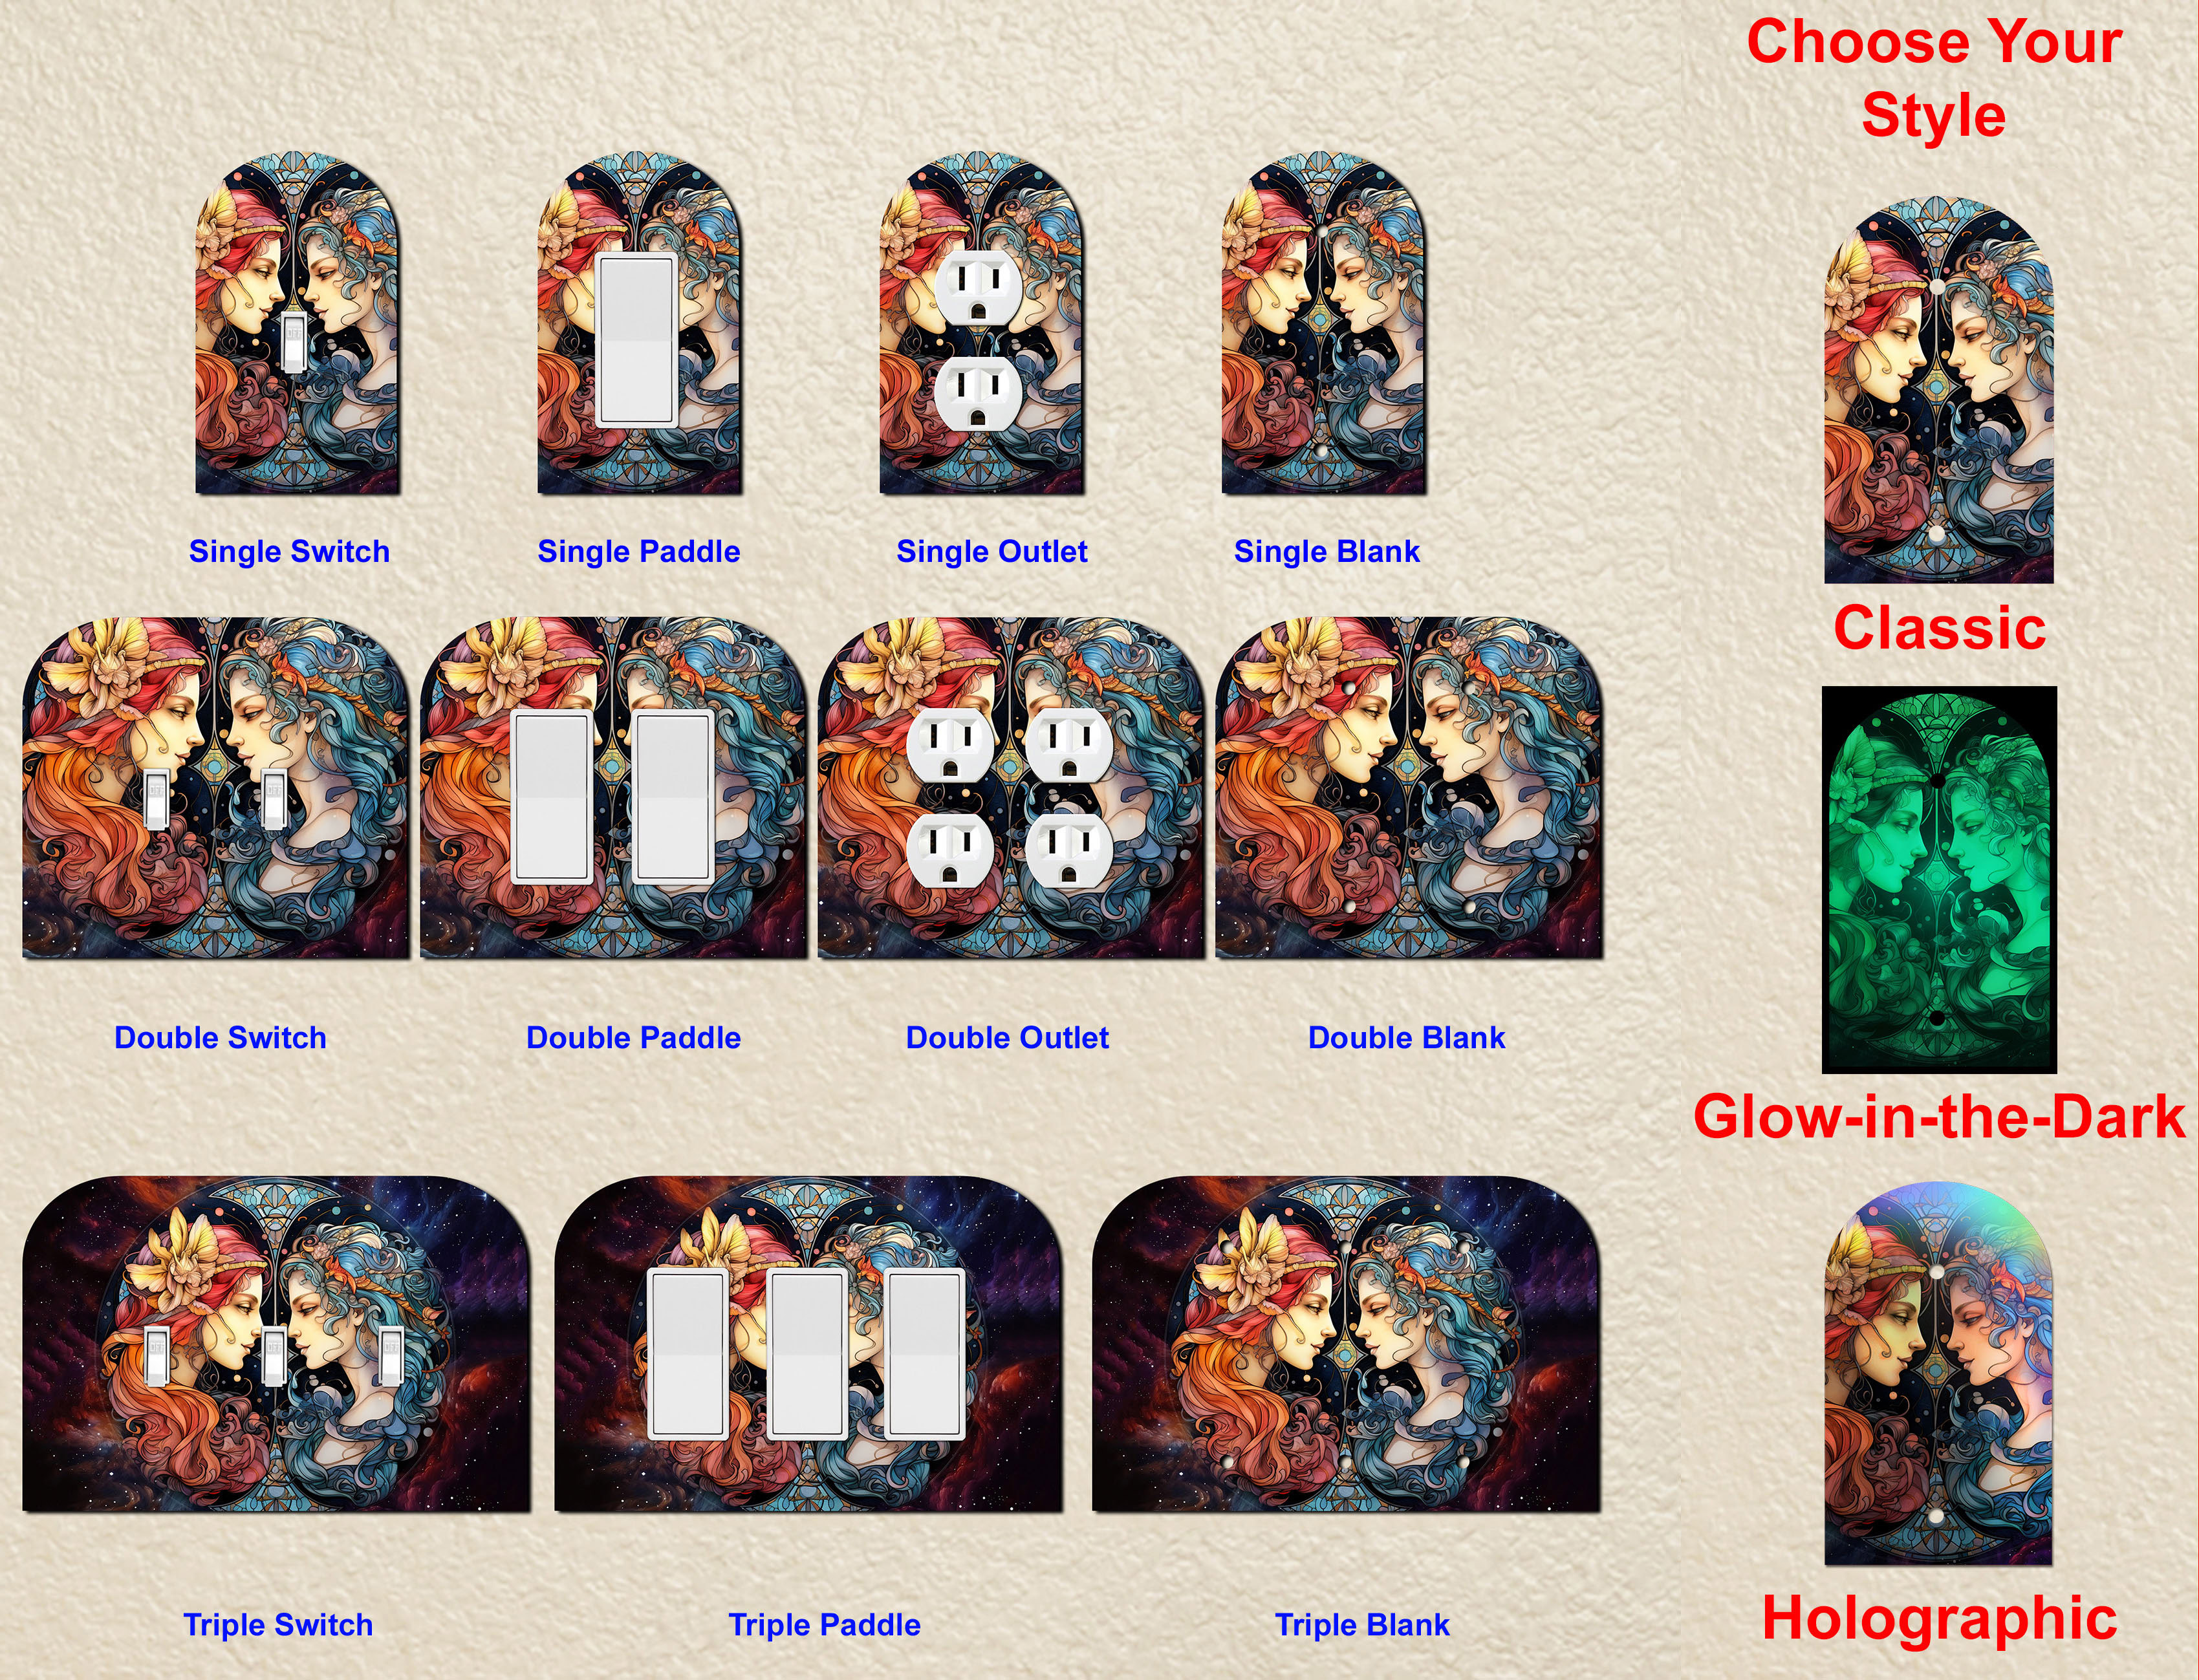 Choose Your
Style
Single Switch
Single Paddle
Single Outlet
Single Blank
Classic
Double Switch
Double Paddle
Double Outlet
Double Blank
Glow-in-the-Dark
Triple Switch
Triple Paddle
Triple Blank
Holographic